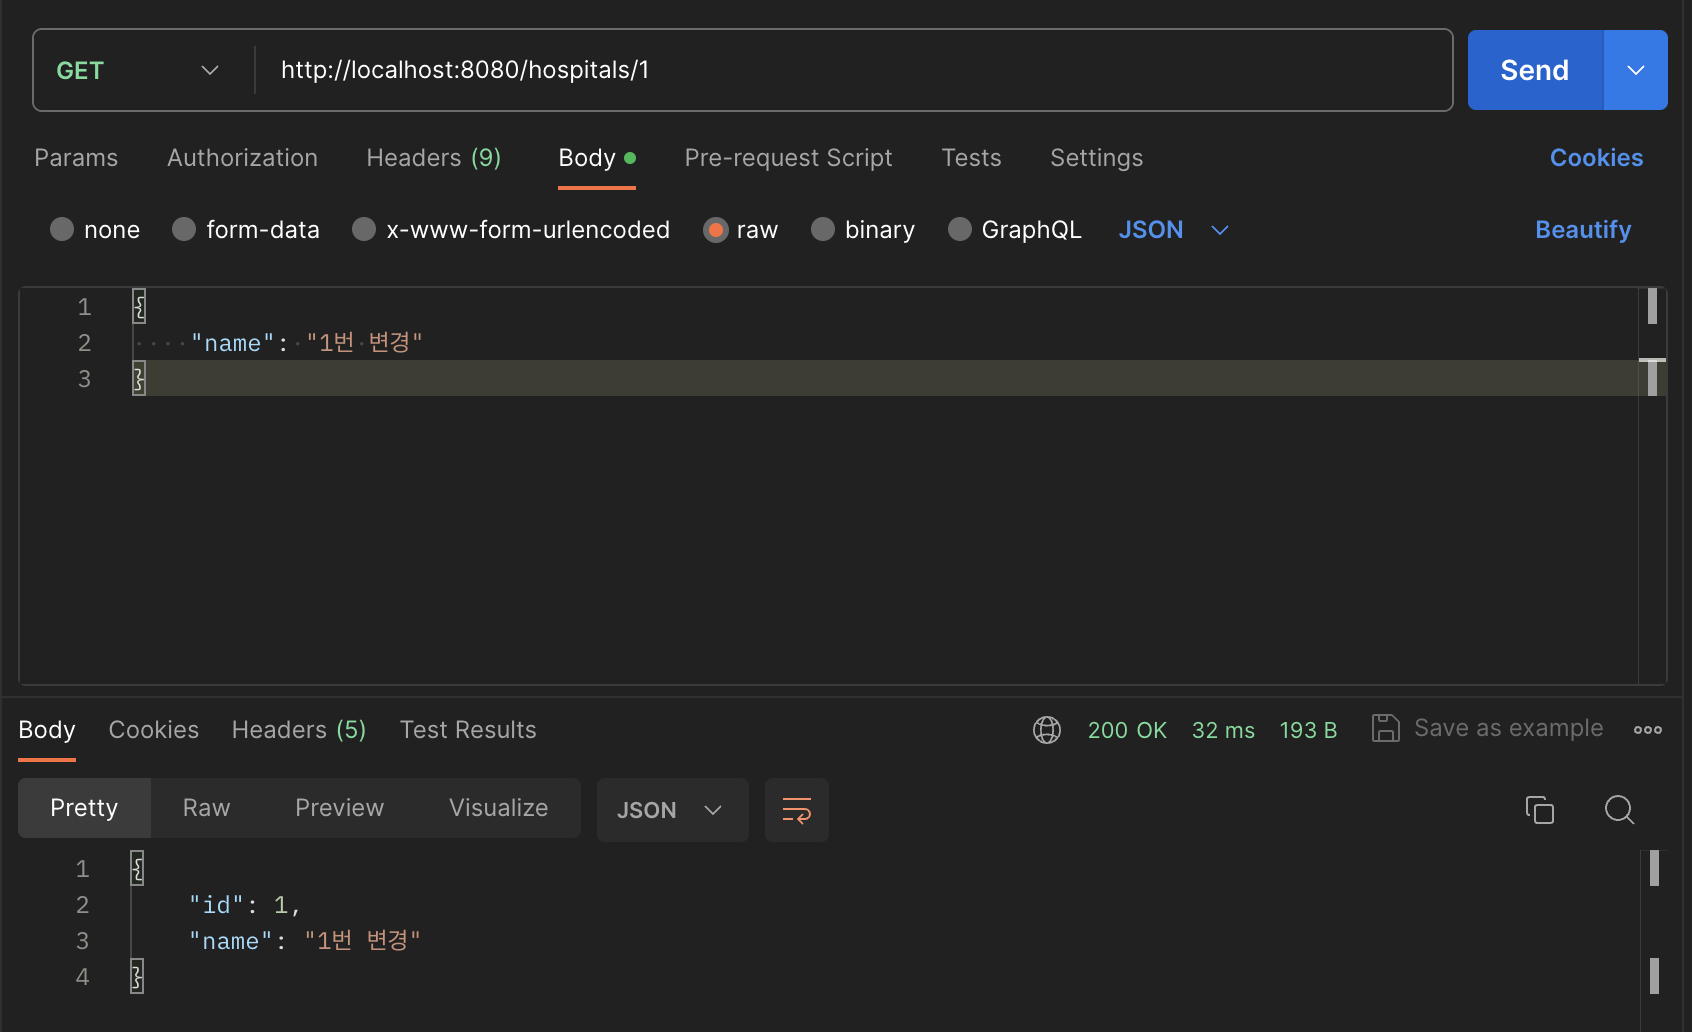 GET http://localhost:8080/hospitals/1 Send
Params Authorization Headers (9) Body Pre-request Script Tests Settings Cookies
none form-data x-www-form-urlencoded raw binary GraphQL JSON Beautify
1 {
2 "name": "1번 변경"
3 }
Body Cookies Headers (5) Test Results 200 OK 32 ms 193 B Save as example
Pretty Raw Preview Visualize JSON
1 {
2 "id": 1,
3 "name": "1번 변경"
4 }